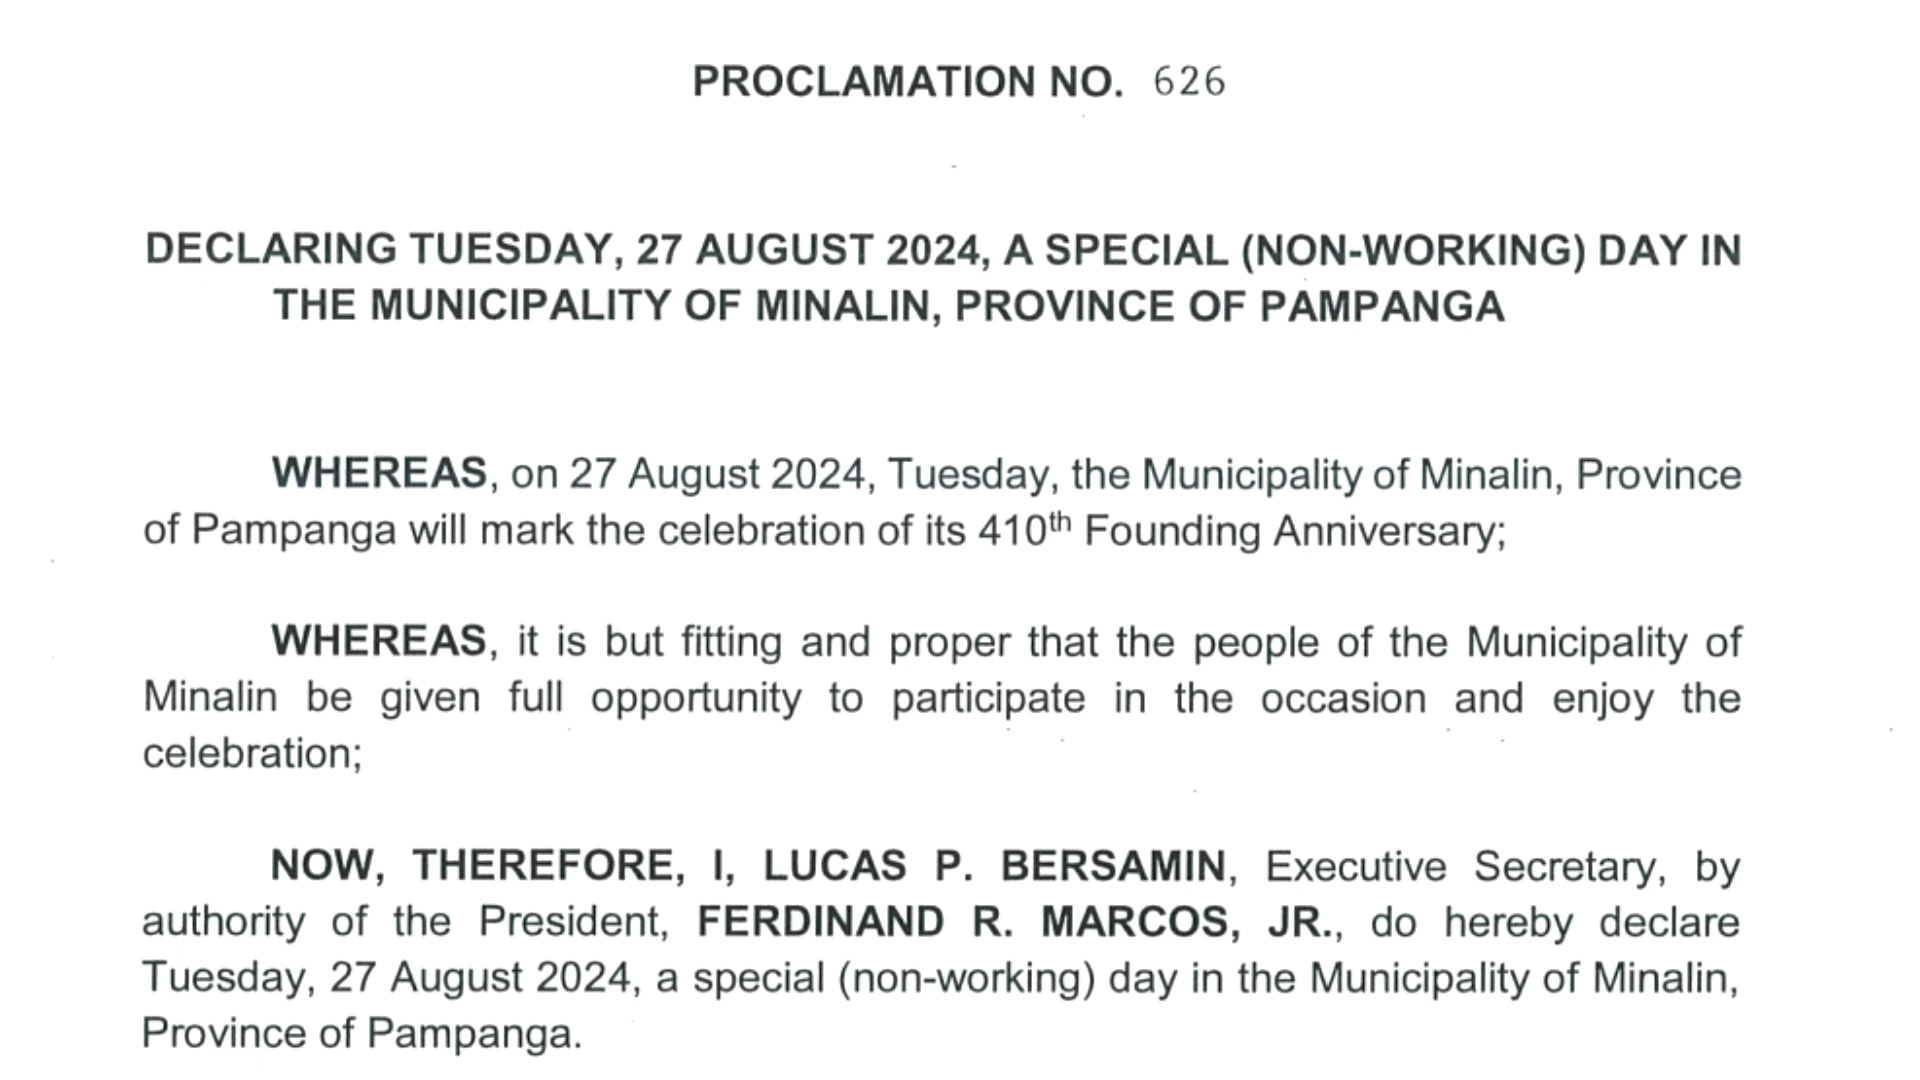 PROCLAMATION NO. 626
DECLARING TUESDAY, 27 AUGUST 2024, A SPECIAL (NON-WORKING) DAY IN
THE MUNICIPALITY OF MINALIN, PROVINCE OF PAMPANGA
WHEREAS, on 27 August 2024, Tuesday, the Municipality of Minalin, Province
of Pampanga will mark the celebration of its 410th Founding Anniversary;
WHEREAS, it is but fitting and proper that the people of the Municipality of
Minalin be given full opportunity to participate in the occasion and enjoy the
celebration;
NOW, THEREFORE, I, LUCAS P. BERSAMIN, Executive Secretary, by
authority of the President, FERDINAND R. MARCOS, JR., do hereby declare
Tuesday, 27 August 2024, a special (non-working) day in the Municipality of Minalin,
Province of Pampanga.